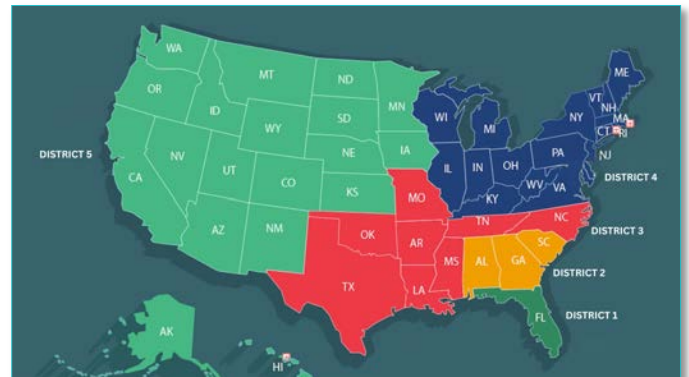 WA
MT
ND
MN
OR
ID
WY
SD
WI
MI
NY
VT
NH
ME
MA
CT
RI
NJ
DISTRICT 5
NV
UT
CO
NE
IA
IL
IN
OH
PA
DISTRICT 4
CA
KS
MO
KY
WV
VA
AZ
NM
OK
AR
TN
NC
DISTRICT 3
TX
LA
MS
AL
GA
SC
DISTRICT 2
FL
DISTRICT 1
AK
HI